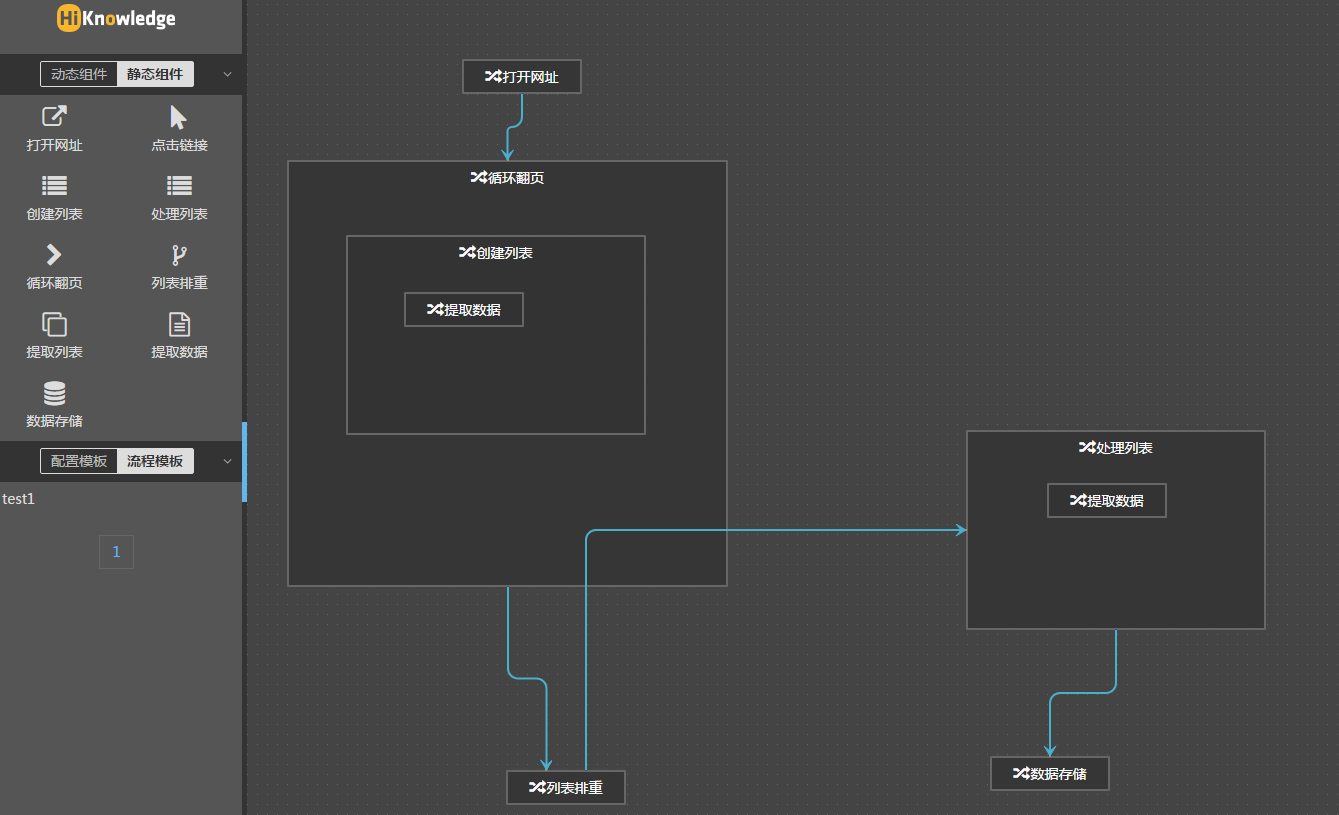 HiKnowledge
动态组件 静态组件
打开网址 点击链接
创建列表 处理列表
循环翻页 列表排重
提取列表 提取数据
数据存储
配置模板 流程模板
test1
1
打开网址
循环翻页
创建列表
提取数据
处理列表
提取数据
列表排重
数据存储